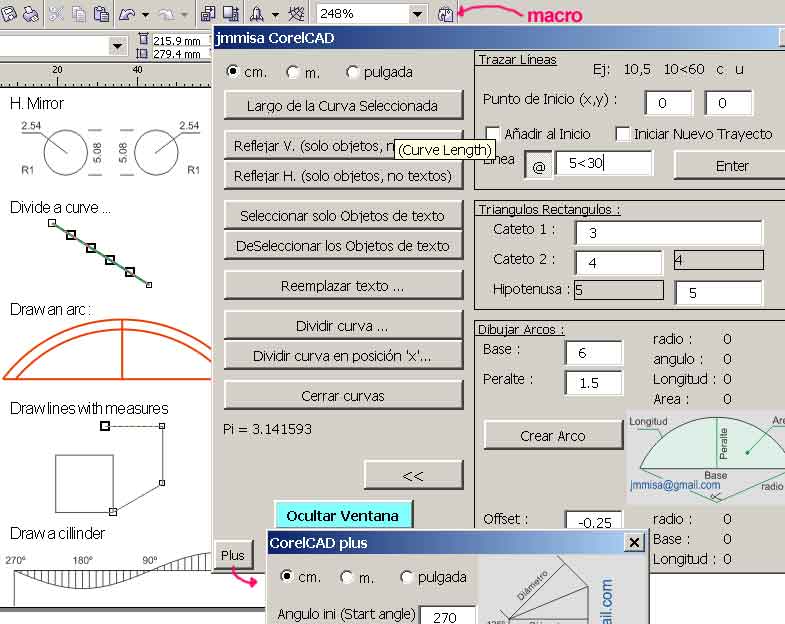 248%
macro
215.9 mm
279.4 mm
20 40
H. Mirror
2.54 2.54
5.08 5.08
R1 R1
Divide a curve ...
Draw an arc :
Draw lines with measures
Draw a cillinder
270° 180° 90°
jmmisa CorelCAD
cm. m. pulgada
Largo de la Curva Seleccionada
Reflejar V. (solo objetos, n
(Curve Length)
Reflejar H. (solo objetos, no textos)
Seleccionar solo Objetos de texto
DeSeleccionar los Objetos de texto
Reemplazar texto ...
Dividir curva ...
Dividir curva en posición 'x'...
Cerrar curvas
Pi = 3.141593
<<
Ocultar Ventana
Plus
Trazar Líneas
Ej: 10,5 10<60 c u
Punto de Inicio (x,y) : 0 0
Añadir al Inicio Iniciar Nuevo Trayecto
Linea @ 5<30 Enter
Triangulos Rectangulos :
Cateto 1 : 3
Cateto 2 : 4 4
Hipotenusa : 5 5
Dibujar Arcos :
Base : 6
Peralte : 1.5
radio : 0
angulo : 0
Longitud : 0
Area : 0
Crear Arco
Longitud
Peralte
Base
jmmisa@gmail.com
radio
Offset : -0.25
radio : 0
Base : 0
Longitud : 0
CorelCAD plus
cm. m. pulgada
Angulo ini (Start angle) 270
Diámetro
il.com